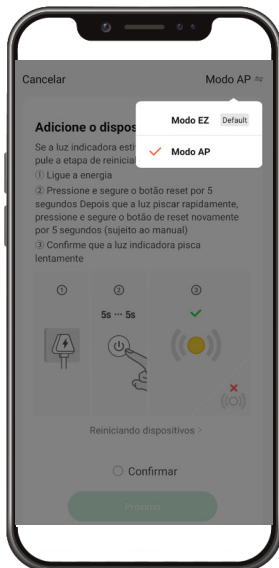 Cancelar
Modo AP
Modo EZ Default
Modo AP
Adicione o dispos
Se a luz indicadora esti
pule a etapa de reinicia
① Ligue a energia
② Pressione e segure o botão reset por 5
segundos Depois que a luz piscar rapidamente,
pressione e segure o botão de reset novamente
por 5 segundos (sujeito ao manual)
③ Confirme que a luz indicadora pisca
lentamente
① ② ③
5s ··· 5s
Reiniciando dispositivos >
Confirmar
Próximo